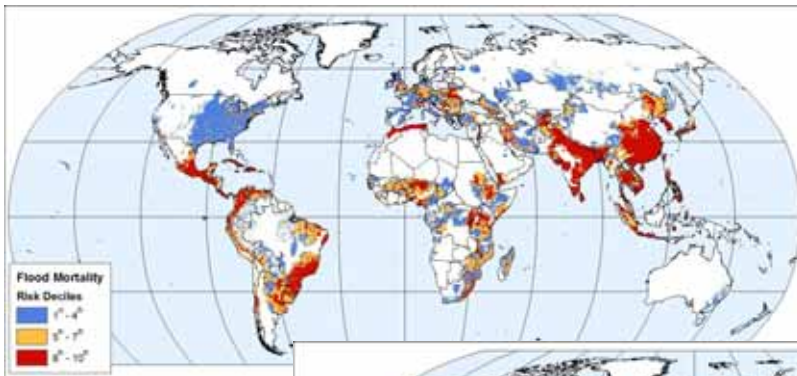 Flood Mortality
Risk Deciles
1st - 4th
5th - 7th
8th - 10th